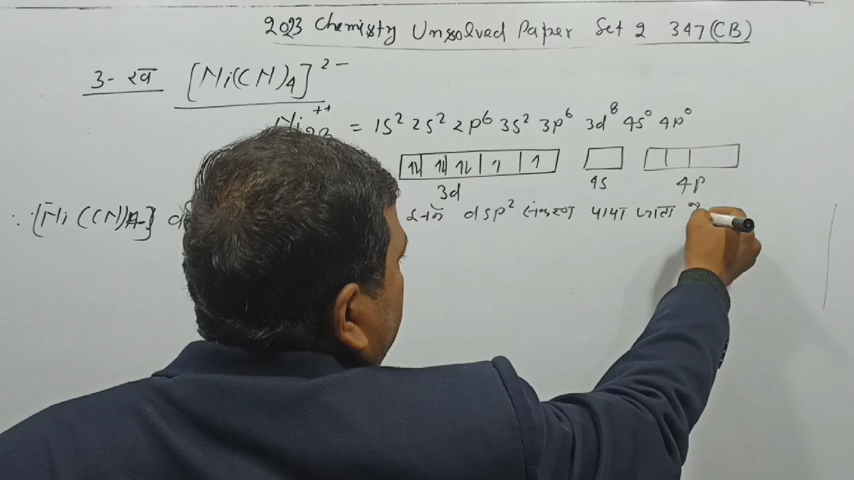 2023 Chemistry Unsolved Paper Set 2 347(CB)
3- ख [Ni(CN)4]2-
Ni++ = 1s2 2s2 2p6 3s2 3p6 3d8 4s0 4p0
3d 4s 4p
∵ [Ni(CN)4-] dsp2 संकरण पाया जाता